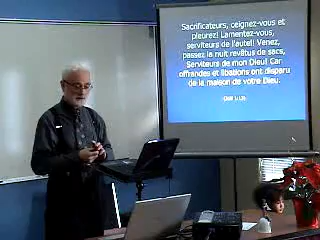 Sacrificateurs, ceignez-vous et
pleurez! Lamentez-vous,
serviteurs de l'autel! Venez,
passez la nuit revêtus de sacs,
Serviteurs de mon Dieu! Car
offrandes et libations ont disparu
de la maison de votre Dieu.